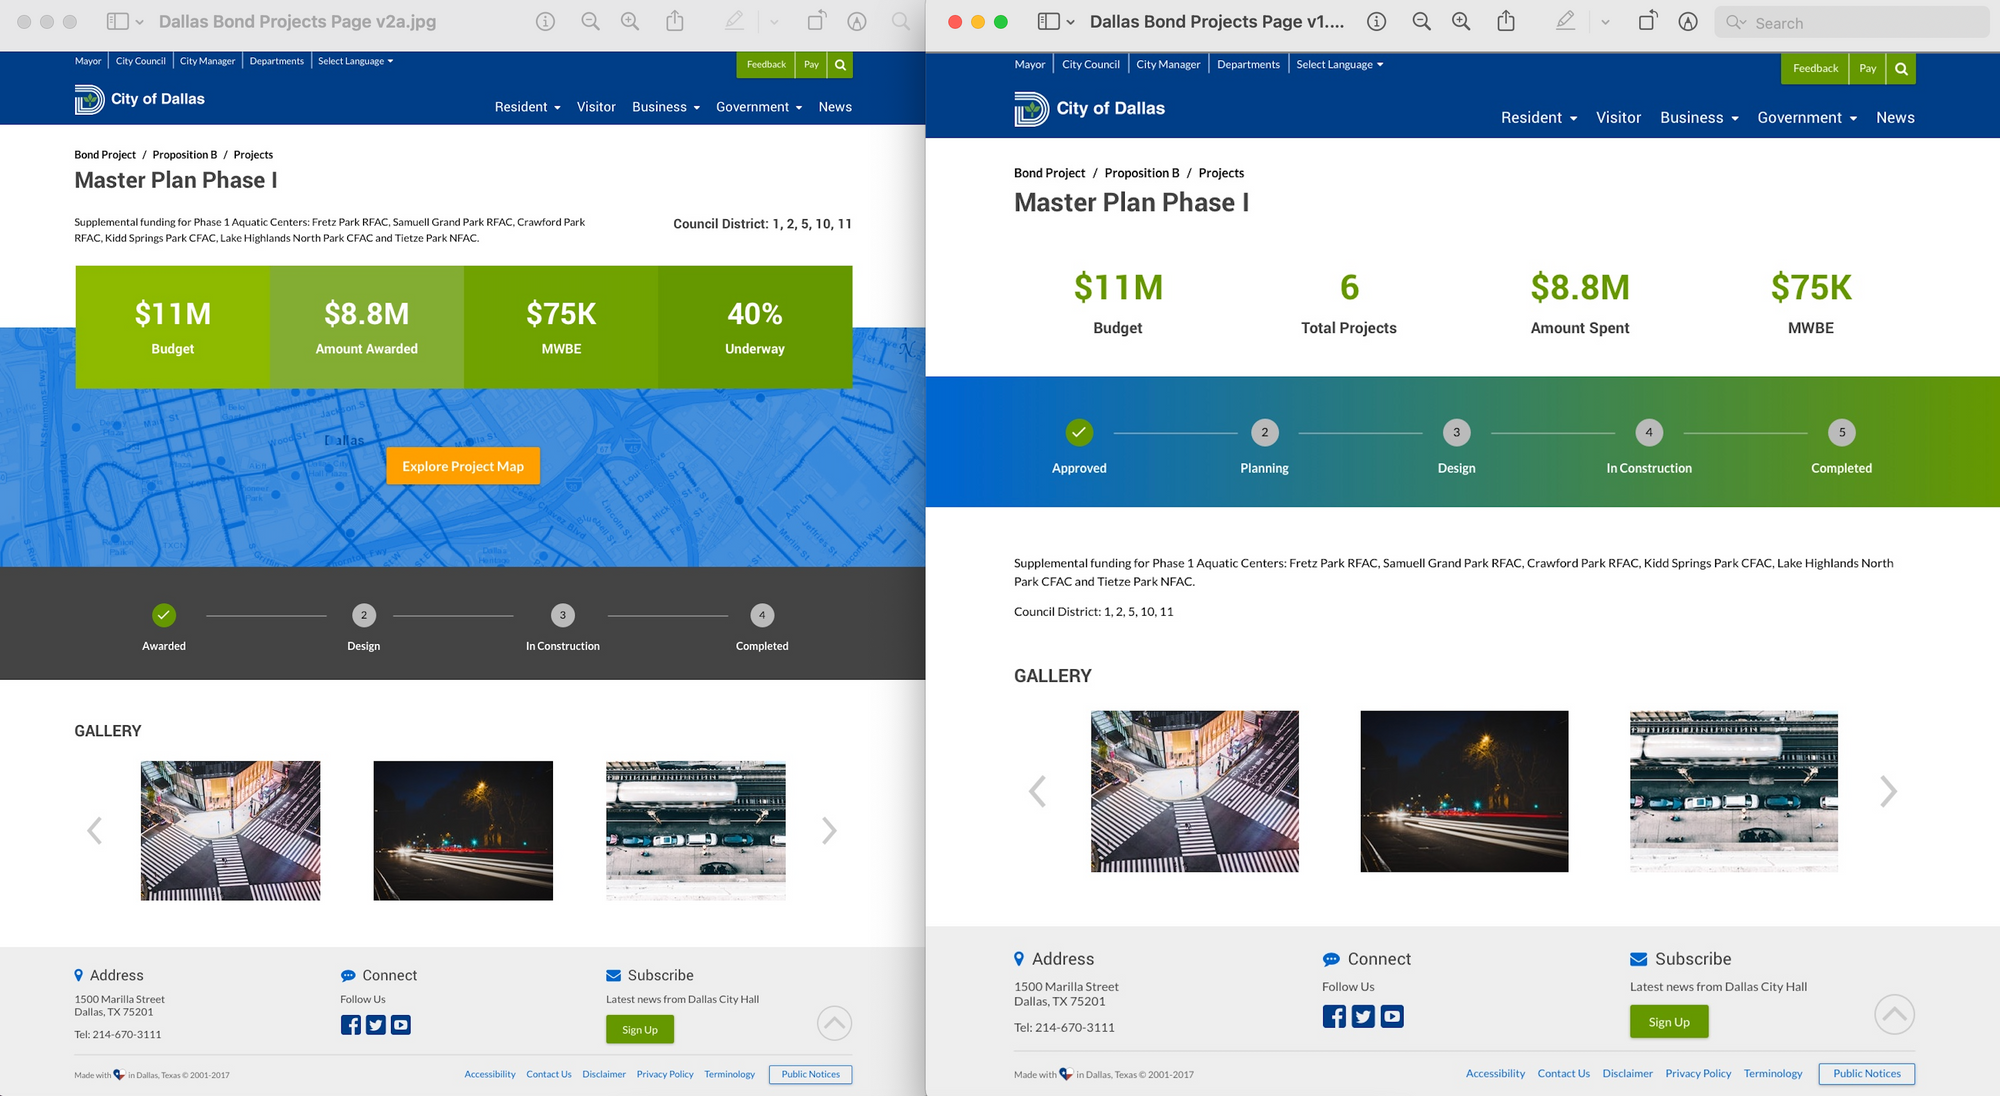 Dallas Bond Projects Page v2a.jpg
Mayor
City Council
City Manager
Departments
Select Language
Feedback
Pay
City of Dallas
Resident
Visitor
Business
Government
News
Bond Project / Proposition B / Projects
Master Plan Phase I
Supplemental funding for Phase 1 Aquatic Centers: Fretz Park RFAC, Samuell Grand Park RFAC, Crawford Park
RFAC, Kidd Springs Park CFAC, Lake Highlands North Park CFAC and Tietze Park NFAC.
Council District: 1, 2, 5, 10, 11
$11M
Budget
$8.8M
Amount Awarded
$75K
MWBE
40%
Underway
Dallas
Explore Project Map
Awarded
2
Design
3
In Construction
4
Completed
GALLERY
Address
1500 Marilla Street
Dallas, TX 75201
Tel: 214-670-3111
Connect
Follow Us
Subscribe
Latest news from Dallas City Hall
Sign Up
Made with in Dallas, Texas © 2001-2017
Accessibility
Contact Us
Disclaimer
Privacy Policy
Terminology
Public Notices
Dallas Bond Projects Page v1....
Search
Mayor
City Council
City Manager
Departments
Select Language
Feedback
Pay
City of Dallas
Resident
Visitor
Business
Government
News
Bond Project / Proposition B / Projects
Master Plan Phase I
$11M
Budget
6
Total Projects
$8.8M
Amount Spent
$75K
MWBE
Approved
2
Planning
3
Design
4
In Construction
5
Completed
Supplemental funding for Phase 1 Aquatic Centers: Fretz Park RFAC, Samuell Grand Park RFAC, Crawford Park RFAC, Kidd Springs Park CFAC, Lake Highlands North
Park CFAC and Tietze Park NFAC.
Council District: 1, 2, 5, 10, 11
GALLERY
Address
1500 Marilla Street
Dallas, TX 75201
Tel: 214-670-3111
Connect
Follow Us
Subscribe
Latest news from Dallas City Hall
Sign Up
Made with in Dallas, Texas © 2001-2017
Accessibility
Contact Us
Disclaimer
Privacy Policy
Terminology
Public Notices